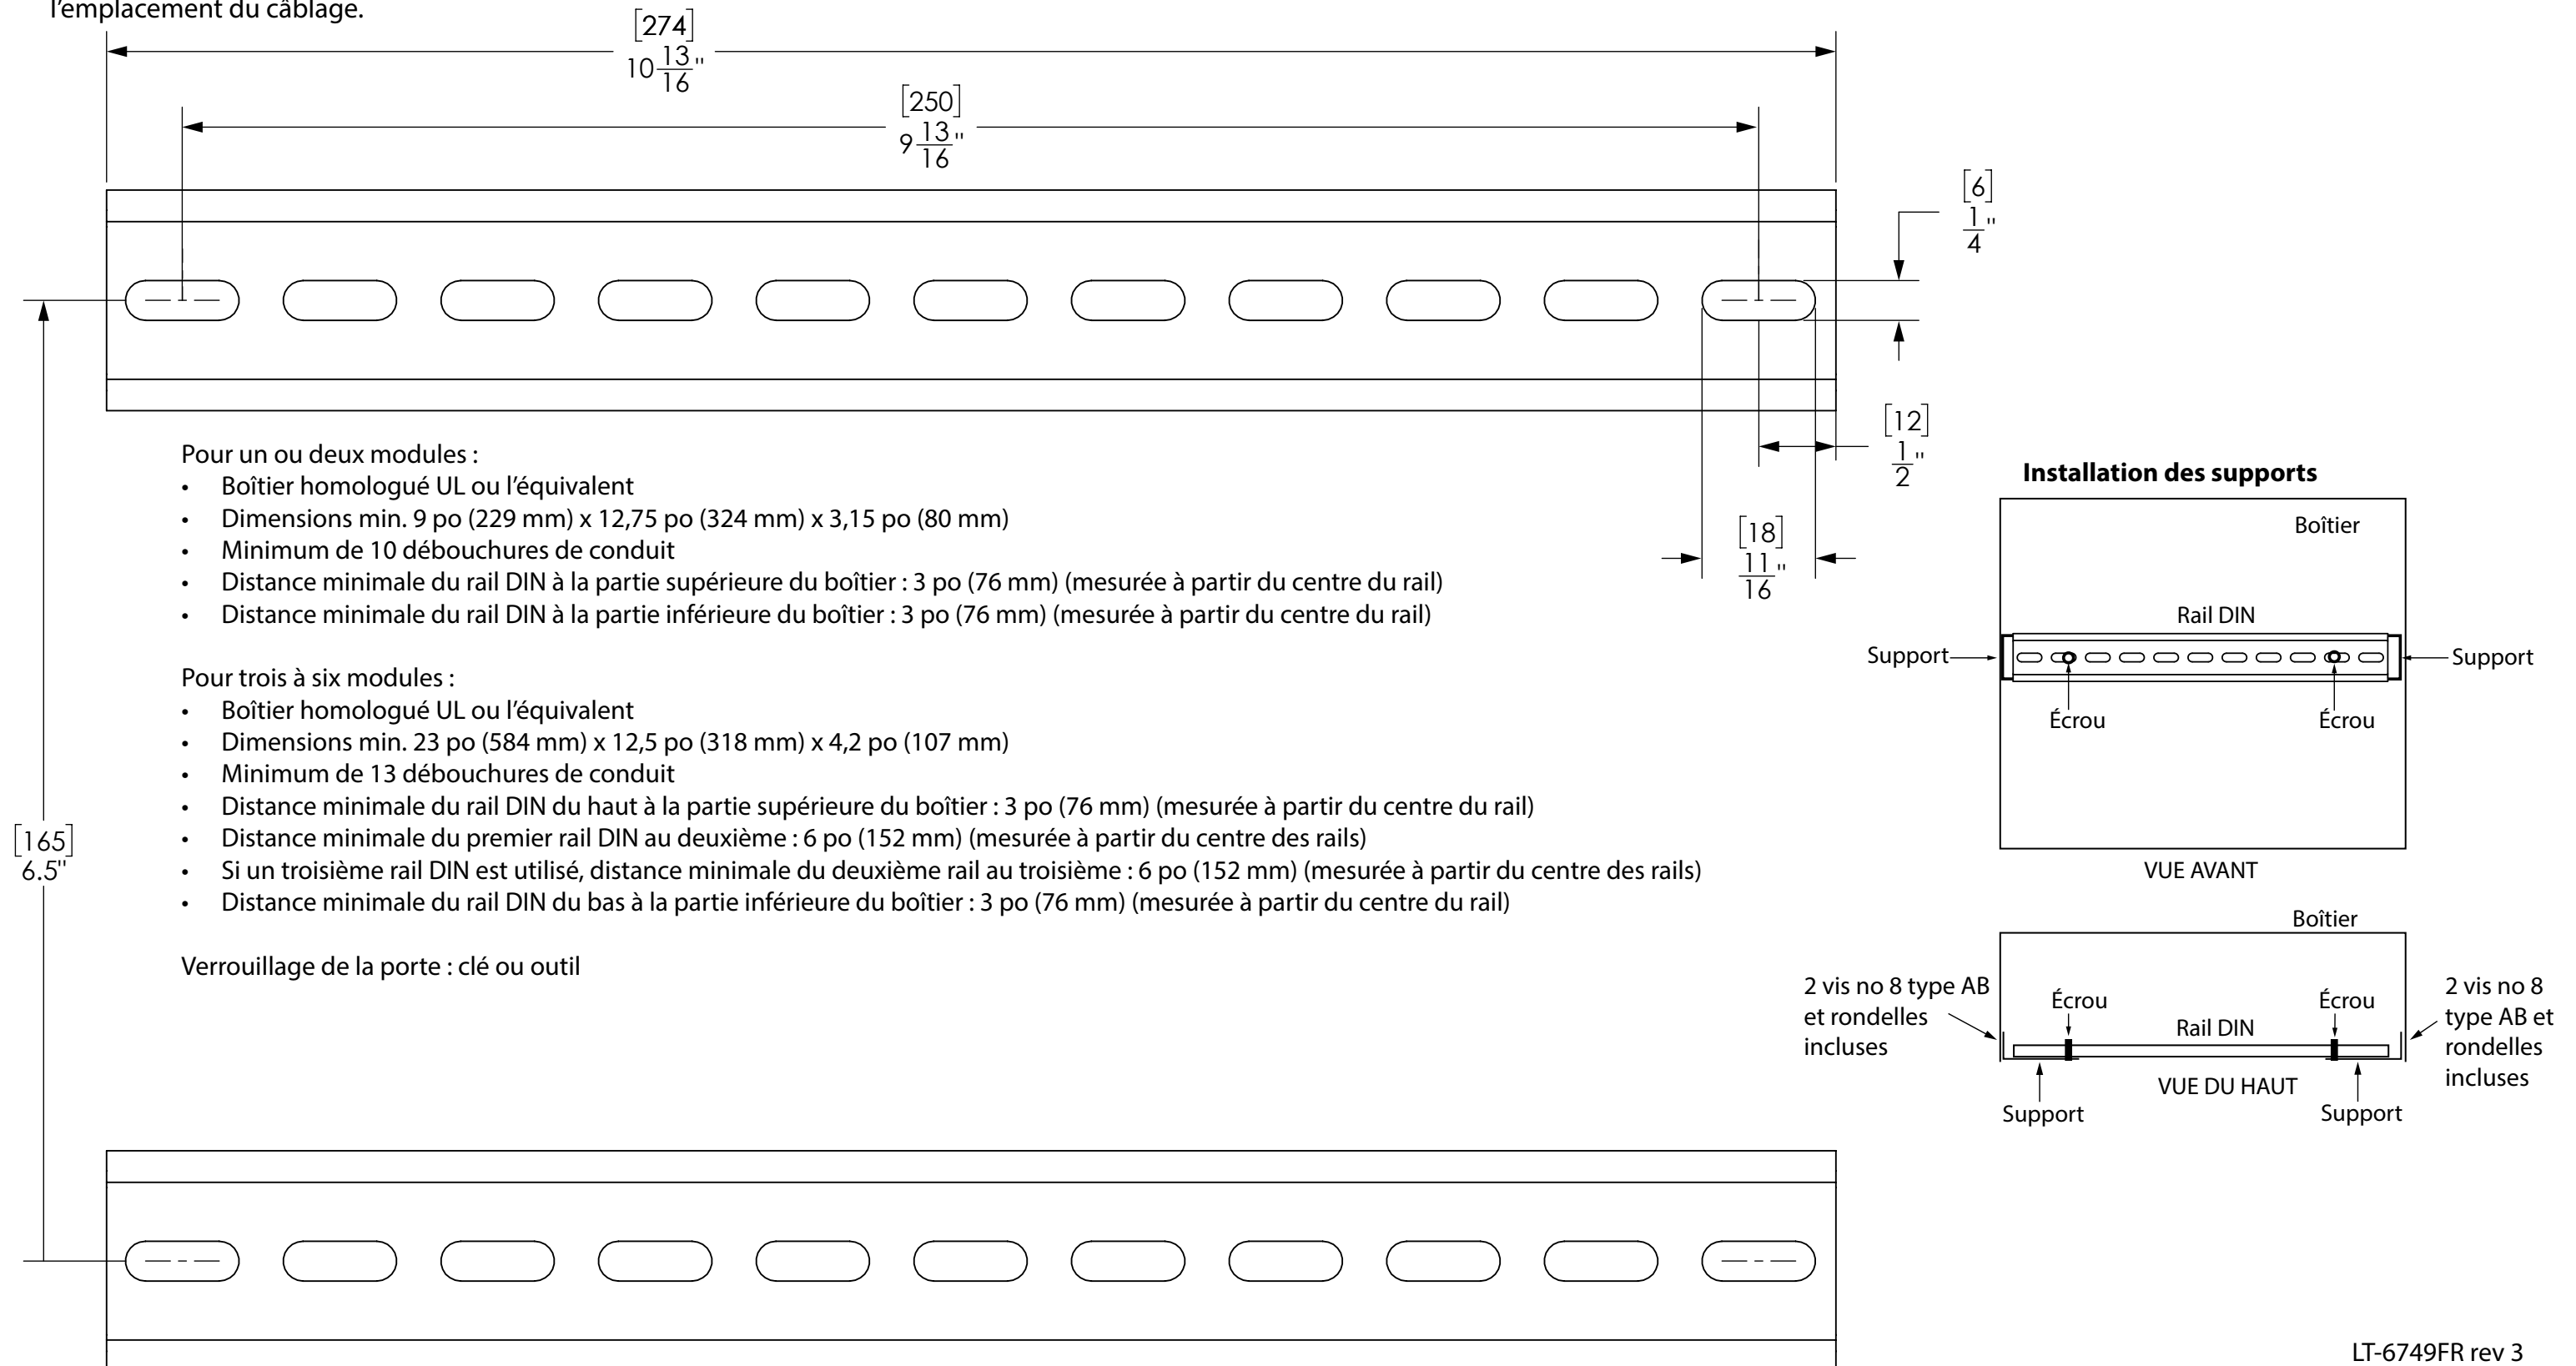 l’emplacement du câblage.
[274]
10 13/16"
[250]
9 13/16"
[6]
1/4"
[12]
1/2"
[18]
11/16"
[165]
6.5"
Pour un ou deux modules :
• Boîtier homologué UL ou l’équivalent
• Dimensions min. 9 po (229 mm) x 12,75 po (324 mm) x 3,15 po (80 mm)
• Minimum de 10 débouchures de conduit
• Distance minimale du rail DIN à la partie supérieure du boîtier : 3 po (76 mm) (mesurée à partir du centre du rail)
• Distance minimale du rail DIN à la partie inférieure du boîtier : 3 po (76 mm) (mesurée à partir du centre du rail)
Pour trois à six modules :
• Boîtier homologué UL ou l’équivalent
• Dimensions min. 23 po (584 mm) x 12,5 po (318 mm) x 4,2 po (107 mm)
• Minimum de 13 débouchures de conduit
• Distance minimale du rail DIN du haut à la partie supérieure du boîtier : 3 po (76 mm) (mesurée à partir du centre du rail)
• Distance minimale du premier rail DIN au deuxième : 6 po (152 mm) (mesurée à partir du centre des rails)
• Si un troisième rail DIN est utilisé, distance minimale du deuxième rail au troisième : 6 po (152 mm) (mesurée à partir du centre des rails)
• Distance minimale du rail DIN du bas à la partie inférieure du boîtier : 3 po (76 mm) (mesurée à partir du centre du rail)
Verrouillage de la porte : clé ou outil
Installation des supports
Boîtier
Rail DIN
Support
Support
Écrou
Écrou
VUE AVANT
Boîtier
2 vis no 8 type AB
et rondelles
incluses
Écrou
Écrou
Rail DIN
2 vis no 8
type AB et
rondelles
incluses
VUE DU HAUT
Support
Support
LT-6749FR rev 3